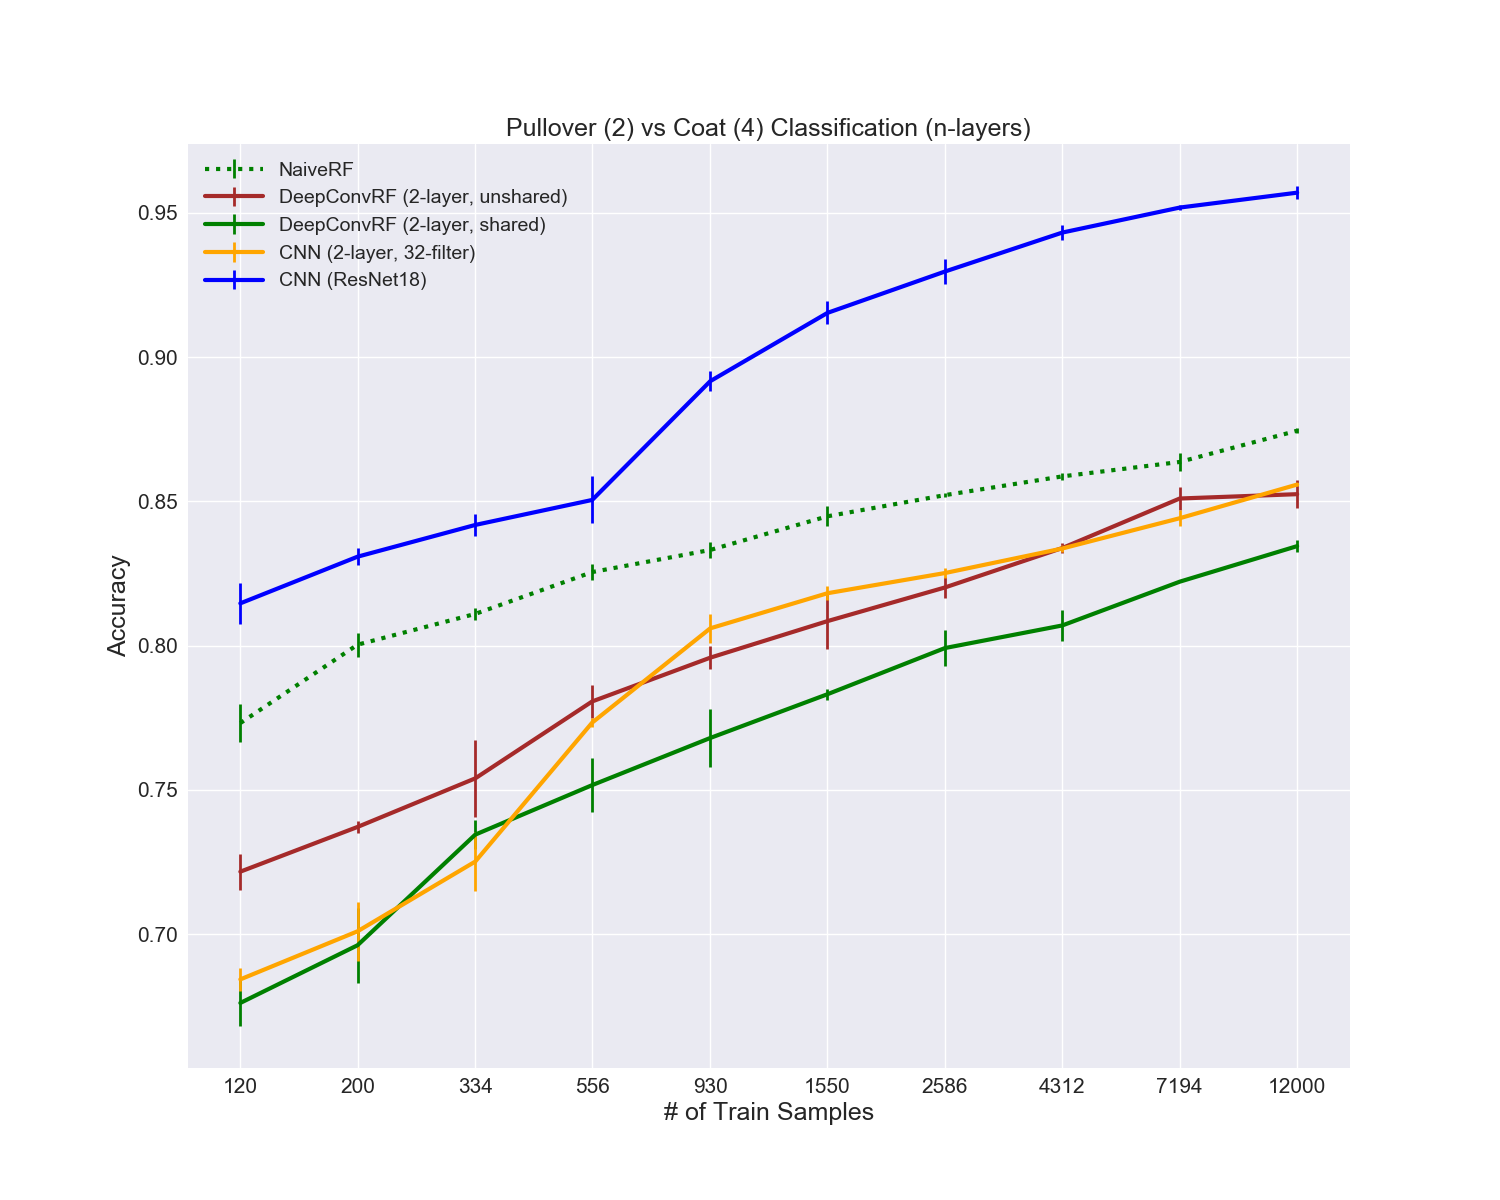 Pullover (2) vs Coat (4) Classification (n-layers)
NaiveRF
DeepConvRF (2-layer, unshared)
DeepConvRF (2-layer, shared)
CNN (2-layer, 32-filter)
CNN (ResNet18)
0.95
0.90
0.85
0.80
0.75
0.70
Accuracy
120 200 334 556 930 1550 2586 4312 7194 12000
# of Train Samples